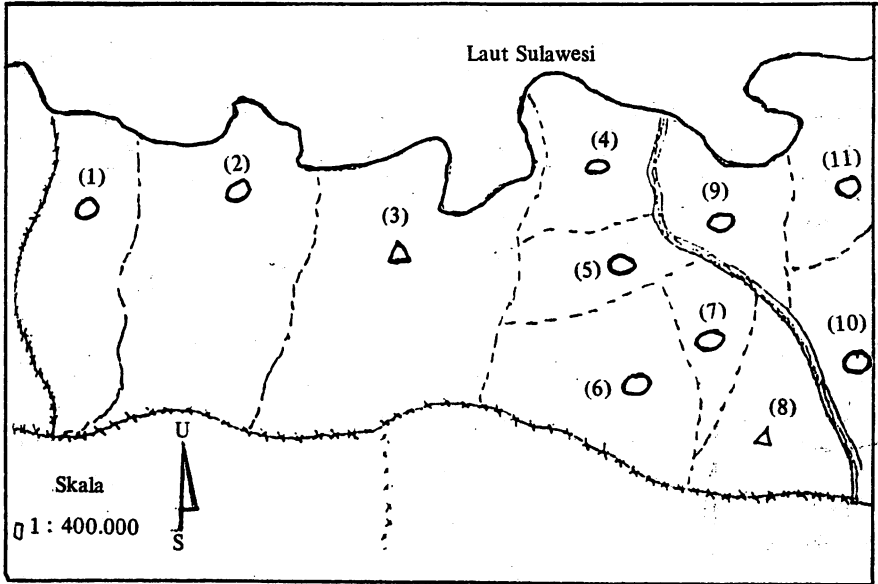 Laut Sulawesi
(1)
(2)
(3)
(4)
(5)
(6)
(7)
(8)
(9)
(10)
(11)
U
S
Skala
1 : 400.000